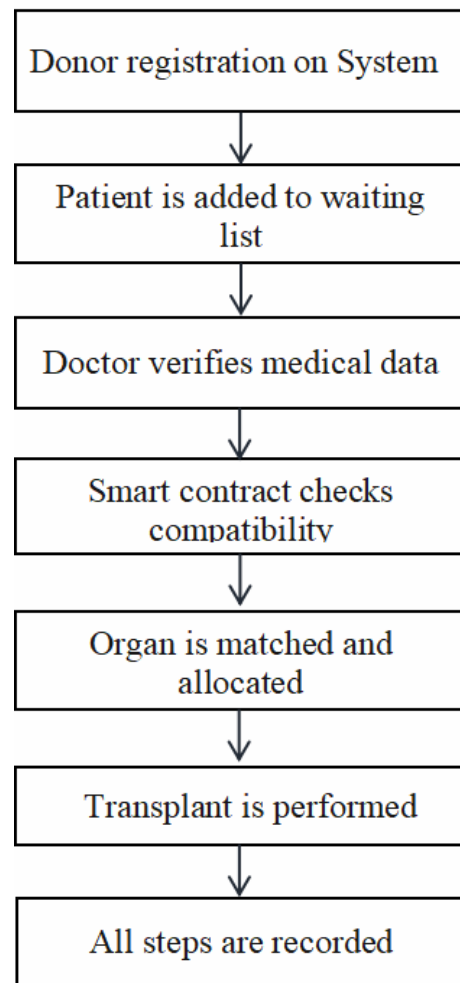 Donor registration on System
Patient is added to waiting
list
Doctor verifies medical data
Smart contract checks
compatibility
Organ is matched and
allocated
Transplant is performed
All steps are recorded